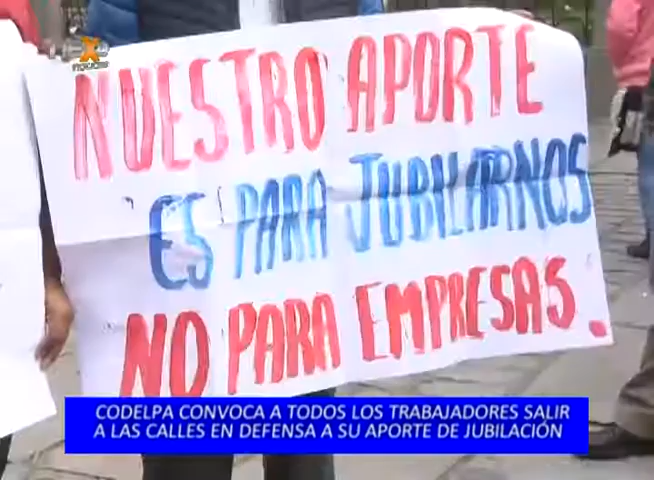 X
NOTICIAS
NUESTRO APORTE
ES PARA JUBILARNOS
NO PARA EMPRESAS.
CODELPA CONVOCA A TODOS LOS TRABAJADORES SALIR
A LAS CALLES EN DEFENSA A SU APORTE DE JUBILACIÓN